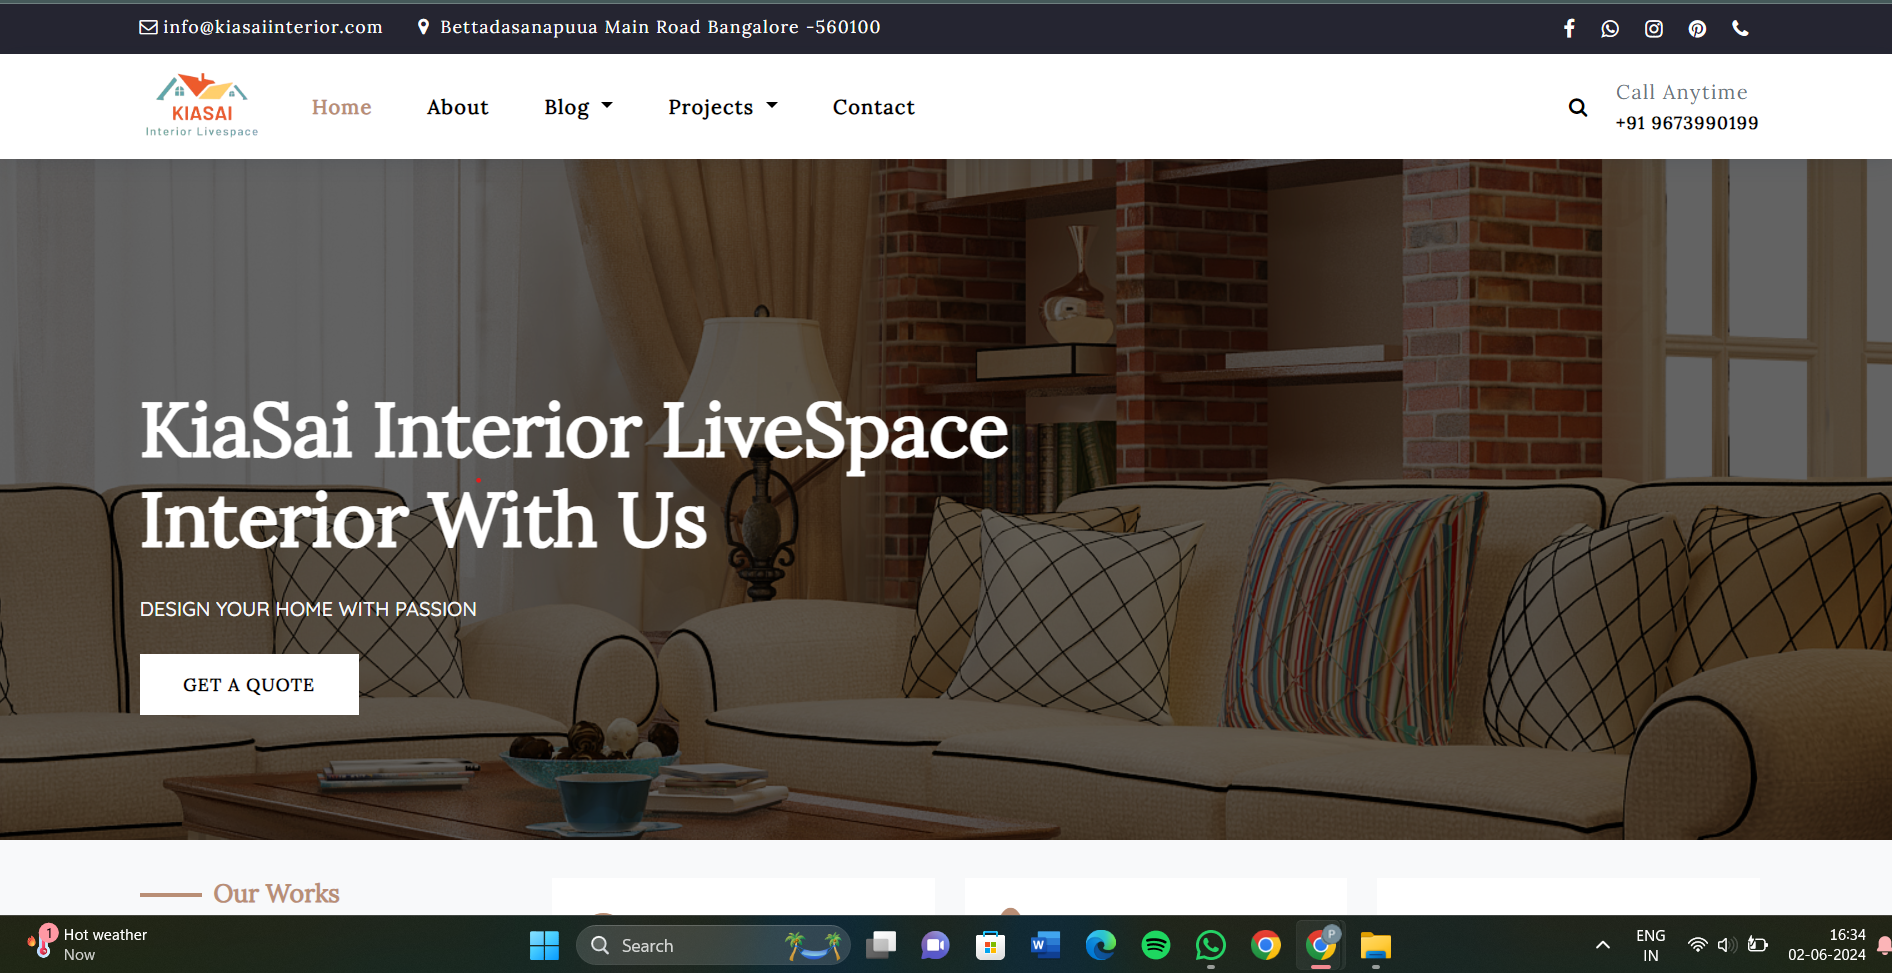 info@kiasaiinterior.com
Bettadasanapuua Main Road Bangalore -560100
KIASAI
Interior Livespace
Home
About
Blog
Projects
Contact
Call Anytime
+91 9673990199
KiaSai Interior LiveSpace
Interior With Us
DESIGN YOUR HOME WITH PASSION
GET A QUOTE
Our Works
1
Hot weather
Now
Search
W
P
ENG
IN
16:34
02-06-2024